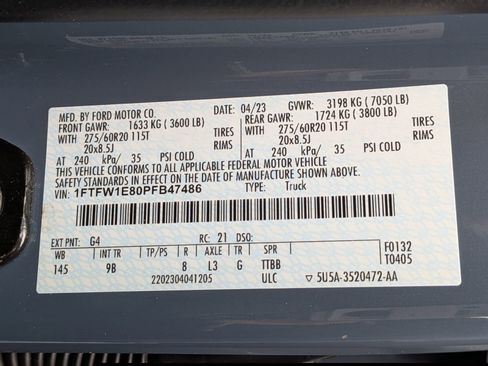 MFD. BY FORD MOTOR CO. 04/23 GVWR: 3198 KG ( 7050 LB)
FRONT GAWR: 1633 KG ( 3600 LB) REAR GAWR: 1724 KG ( 3800 LB)
WITH 275/60R20 115T TIRES WITH 275/60R20 115T TIRES
20x8.5J RIMS 20x8.5J RIMS
AT 240 kPa/ 35 PSI COLD AT 240 kPa/ 35 PSI COLD
THIS VEHICLE CONFORMS TO ALL APPLICABLE FEDERAL MOTOR VEHICLE
SAFETY STANDARDS IN EFFECT ON THE DATE OF MANUFACTURE SHOWN ABOVE.
VIN: 1FTFW1E80PFB47486 TYPE: Truck
EXT PNT: G4 RC: 21 DSO: F0132
WB INT TR TP/PS R AXLE TR SPR T0405
145 9B 8 L3 G TTBB
2202304041205 ULC 5U5A-3520472-AA